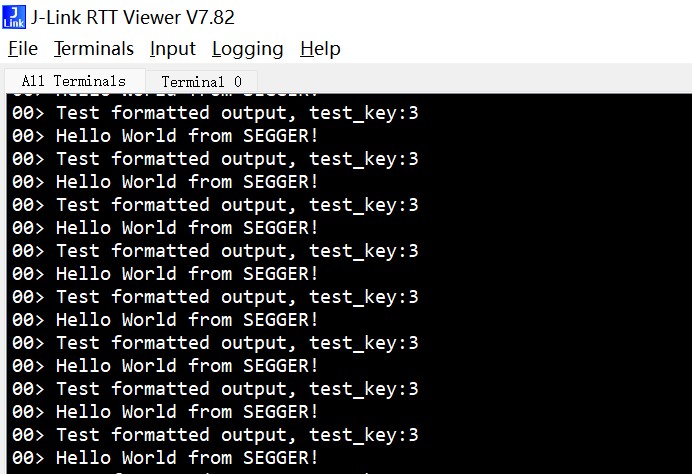 J-Link RTT Viewer V7.82
File Terminals Input Logging Help
All Terminals Terminal 0
00> Hello World from SEGGER!
00> Test formatted output, test_key:3
00> Hello World from SEGGER!
00> Test formatted output, test_key:3
00> Hello World from SEGGER!
00> Test formatted output, test_key:3
00> Hello World from SEGGER!
00> Test formatted output, test_key:3
00> Hello World from SEGGER!
00> Test formatted output, test_key:3
00> Hello World from SEGGER!
00> Test formatted output, test_key:3
00> Hello World from SEGGER!
00> Test formatted output, test_key:3
00> Hello World from SEGGER!
00> Test formatted output, test_key:3
00> Hello World from SEGGER!